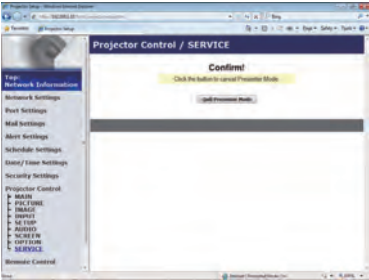 Projector Control / SERVICE
Confirm!
Click the button to cancel Presenter Mode.
Quit Presenter Mode
Top:
Network Information
Network Settings
Port Settings
Mail Settings
Alert Settings
Schedule Settings
Date/Time Settings
Security Settings
Projector Control
MAIN
PICTURE
IMAGE
INPUT
SETUP
AUDIO
SCREEN
OPTION
SERVICE
Remote Control